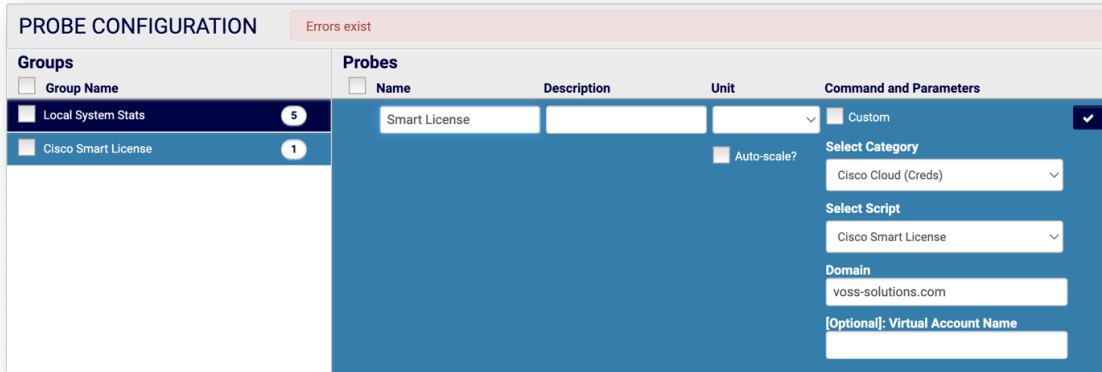 PROBE CONFIGURATION
Errors exist
Groups
Group Name
Local System Stats 5
Cisco Smart License 1
Probes
Name Description Unit Command and Parameters
Smart License
Auto-scale?
Custom
Select Category
Cisco Cloud (Creds)
Select Script
Cisco Smart License
Domain
voss-solutions.com
[Optional]: Virtual Account Name